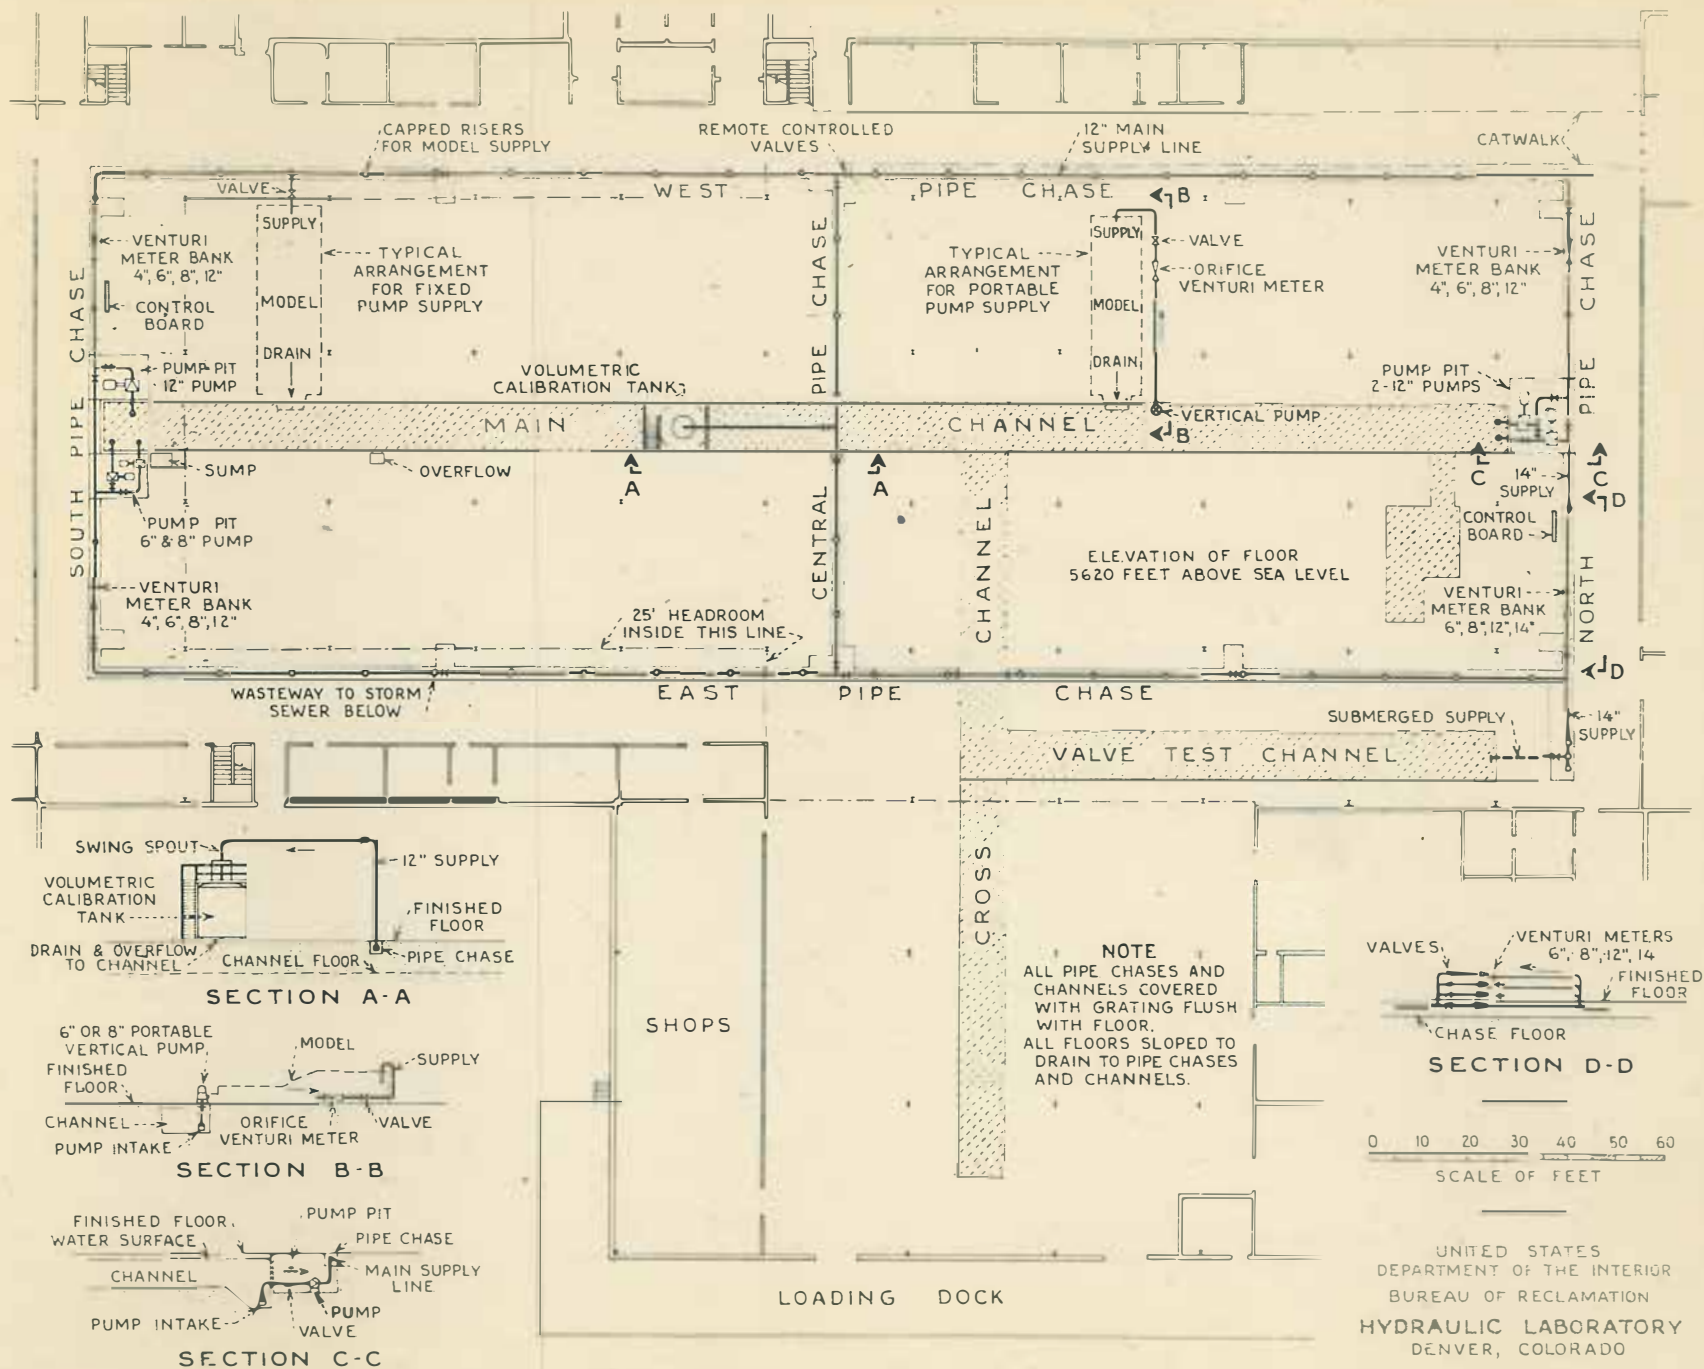 CAPPED RISERS
FOR MODEL SUPPLY
REMOTE CONTROLLED
VALVES
12" MAIN
SUPPLY LINE
CATWALK
WEST PIPE CHASE
B
VALVE
SUPPLY
MODEL
DRAIN
VENTURI
METER BANK
4", 6", 8", 12"
CONTROL
BOARD
TYPICAL
ARRANGEMENT
FOR FIXED
PUMP SUPPLY
SOUTH PIPE CHASE
PUMP PIT
12" PUMP
VOLUMETRIC
CALIBRATION TANK
CENTRAL PIPE CHASE
TYPICAL
ARRANGEMENT
FOR PORTABLE
PUMP SUPPLY
SUPPLY
MODEL
DRAIN
VALVE
ORIFICE
VENTURI METER
VENTURI
METER BANK
4", 6", 8", 12"
PUMP PIT
2-12" PUMPS
NORTH PIPE CHASE
MAIN CHANNEL
VERTICAL PUMP
B
SUMP
OVERFLOW
A
A
C
C
14"
SUPPLY
D
PUMP PIT
6" & 8" PUMP
CONTROL
BOARD
ELEVATION OF FLOOR
5620 FEET ABOVE SEA LEVEL
VENTURI
METER BANK
4", 6", 8", 12"
25' HEADROOM
INSIDE THIS LINE
VENTURI
METER BANK
6", 8", 12", 14"
D
WASTEWAY TO STORM
SEWER BELOW
EAST PIPE CHASE
SUBMERGED SUPPLY
14"
SUPPLY
VALVE TEST CHANNEL
CROSS CHANNEL
SWING SPOUT
12" SUPPLY
VOLUMETRIC
CALIBRATION
TANK
FINISHED
FLOOR
DRAIN & OVERFLOW
TO CHANNEL
CHANNEL FLOOR
PIPE CHASE
SECTION A-A
6" OR 8" PORTABLE
VERTICAL PUMP
MODEL
SUPPLY
FINISHED
FLOOR
CHANNEL
PUMP INTAKE
ORIFICE
VENTURI METER
VALVE
SECTION B-B
FINISHED FLOOR
WATER SURFACE
PUMP PIT
PIPE CHASE
CHANNEL
MAIN SUPPLY
LINE
PUMP INTAKE
PUMP
VALVE
SECTION C-C
SHOPS
LOADING DOCK
NOTE
ALL PIPE CHASES AND
CHANNELS COVERED
WITH GRATING FLUSH
WITH FLOOR.
ALL FLOORS SLOPED TO
DRAIN TO PIPE CHASES
AND CHANNELS.
VALVES
VENTURI METERS
6", 8", 12", 14
FINISHED
FLOOR
CHASE FLOOR
SECTION D-D
0 10 20 30 40 50 60
SCALE OF FEET
UNITED STATES
DEPARTMENT OF THE INTERIOR
BUREAU OF RECLAMATION
HYDRAULIC LABORATORY
DENVER, COLORADO